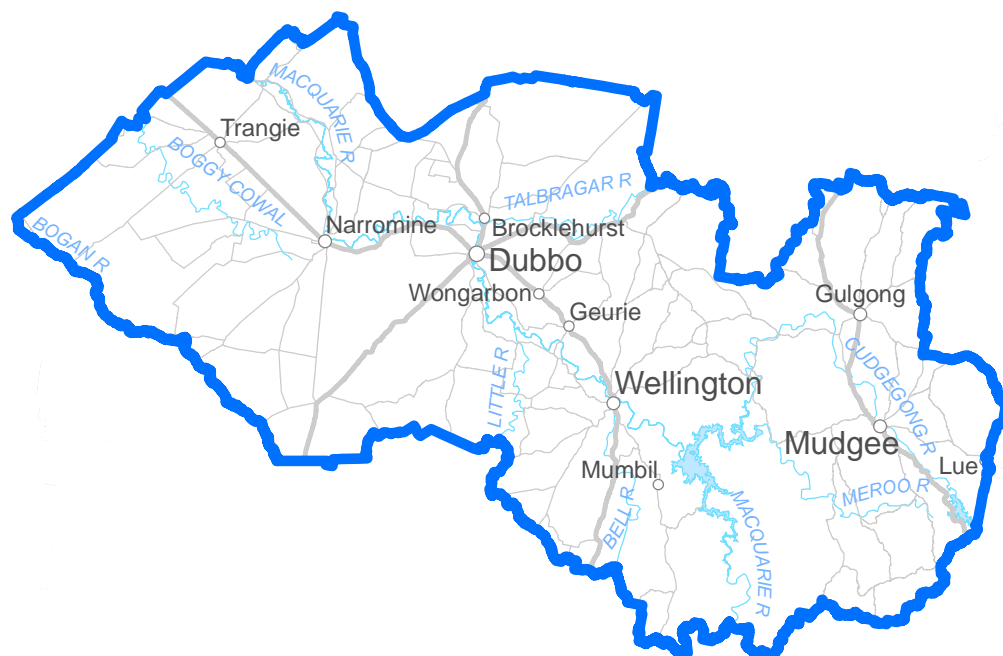 MACQUARIE R
Trangie
BOGGY COWAL
TALBRAGAR R
BOGAN R
Narromine
Brocklehurst
Dubbo
Wongarbon
Gulgong
Geurie
LITTLE R
CUDGEGONG R
Wellington
Mudgee
Mumbil
Lue
MEROO R
BELL R
MACQUARIE R